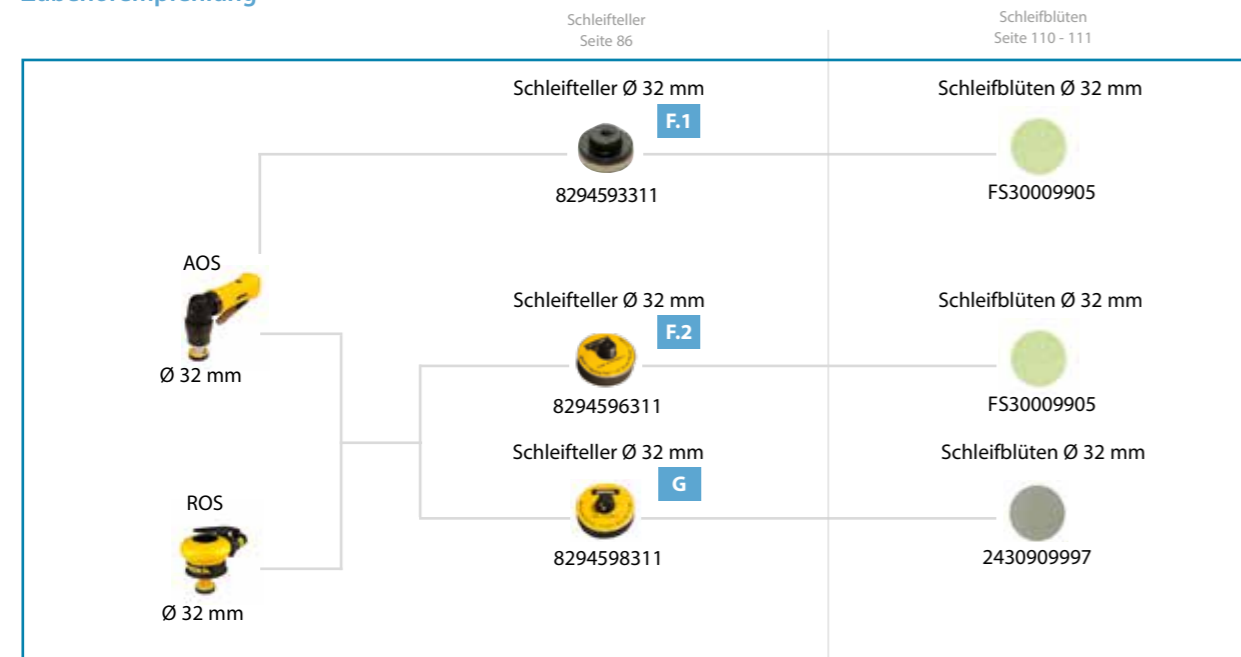 Zubehörempfehlung
Schleifteller
Seite 86
Schleifblüten
Seite 110 - 111
Schleifteller Ø 32 mm
F.1
8294593311
Schleifblüten Ø 32 mm
FS30009905
AOS
Ø 32 mm
Schleifteller Ø 32 mm
F.2
8294596311
Schleifblüten Ø 32 mm
FS30009905
Schleifteller Ø 32 mm
G
8294598311
Schleifblüten Ø 32 mm
2430909997
ROS
Ø 32 mm